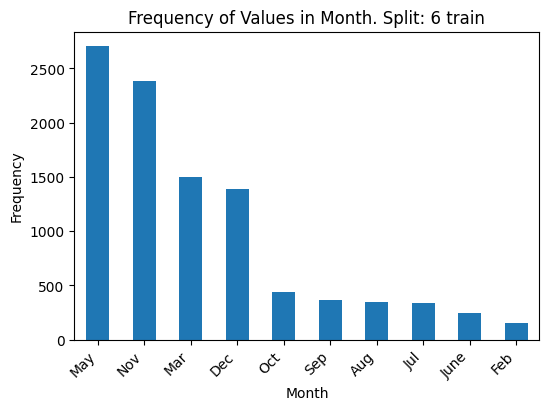 Frequency of Values in Month. Split: 6 train
Frequency
2500
2000
1500
1000
500
0
May
Nov
Mar
Dec
Oct
Sep
Aug
Jul
June
Feb
Month